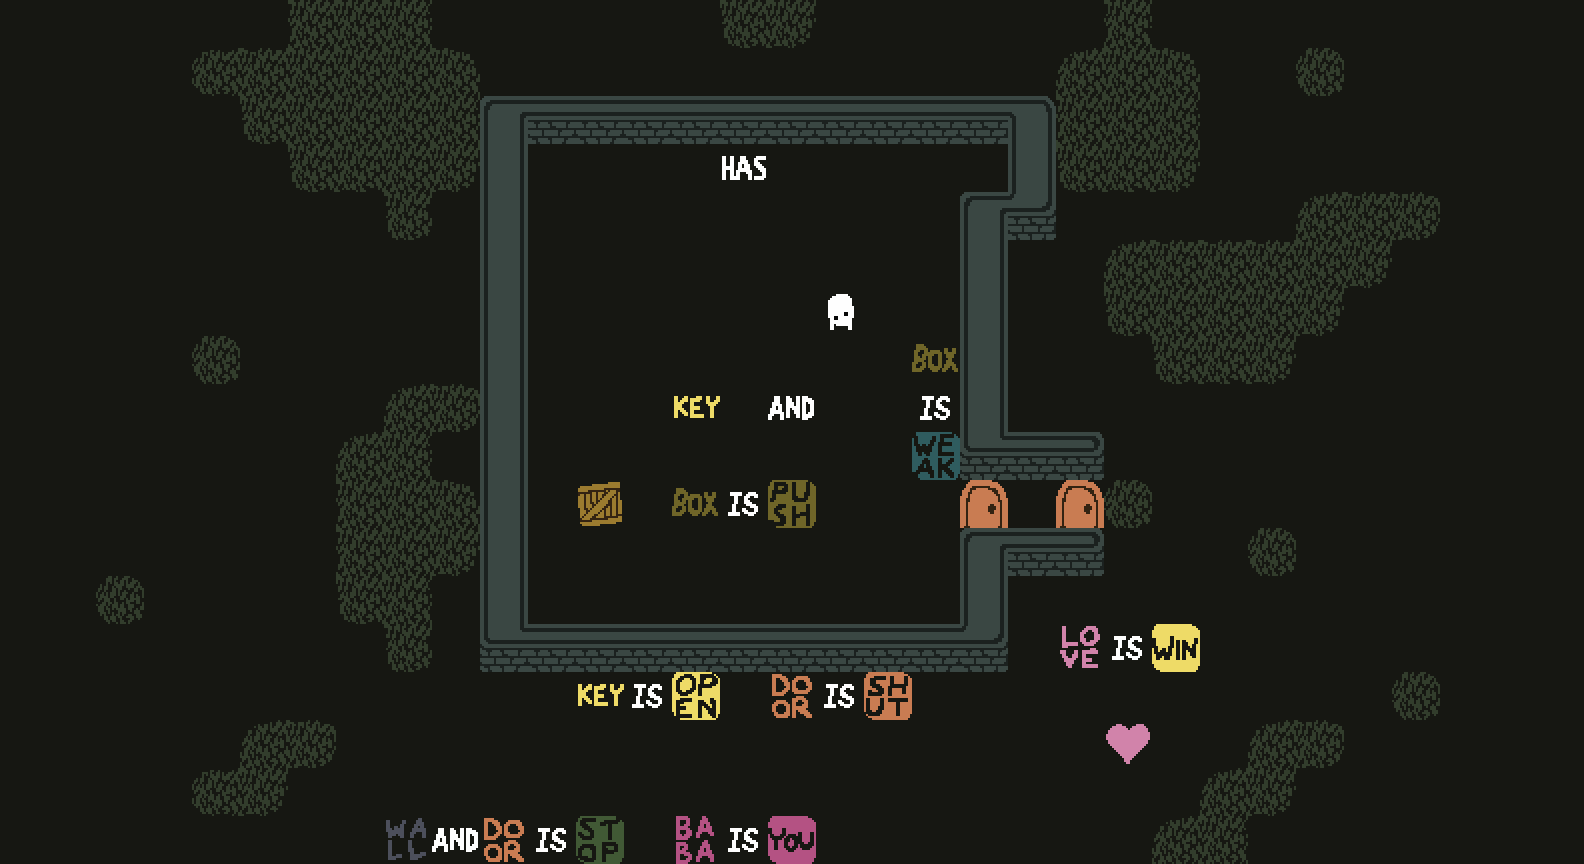 HAS
BOX
KEY AND IS
WEAK
BOX IS PUSH
LOVE IS WIN
KEY IS OPEN DOOR IS SHUT
WALL AND DOOR IS STOP BABA IS YOU